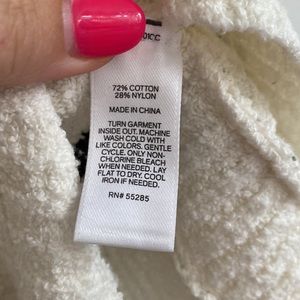 72% COTTON
28% NYLON
MADE IN CHINA
TURN GARMENT
INSIDE OUT. MACHINE
WASH COLD WITH
LIKE COLORS. GENTLE
CYCLE. ONLY NON-
CHLORINE BLEACH
WHEN NEEDED. LAY
FLAT TO DRY. COOL
IRON IF NEEDED.
RN# 55285